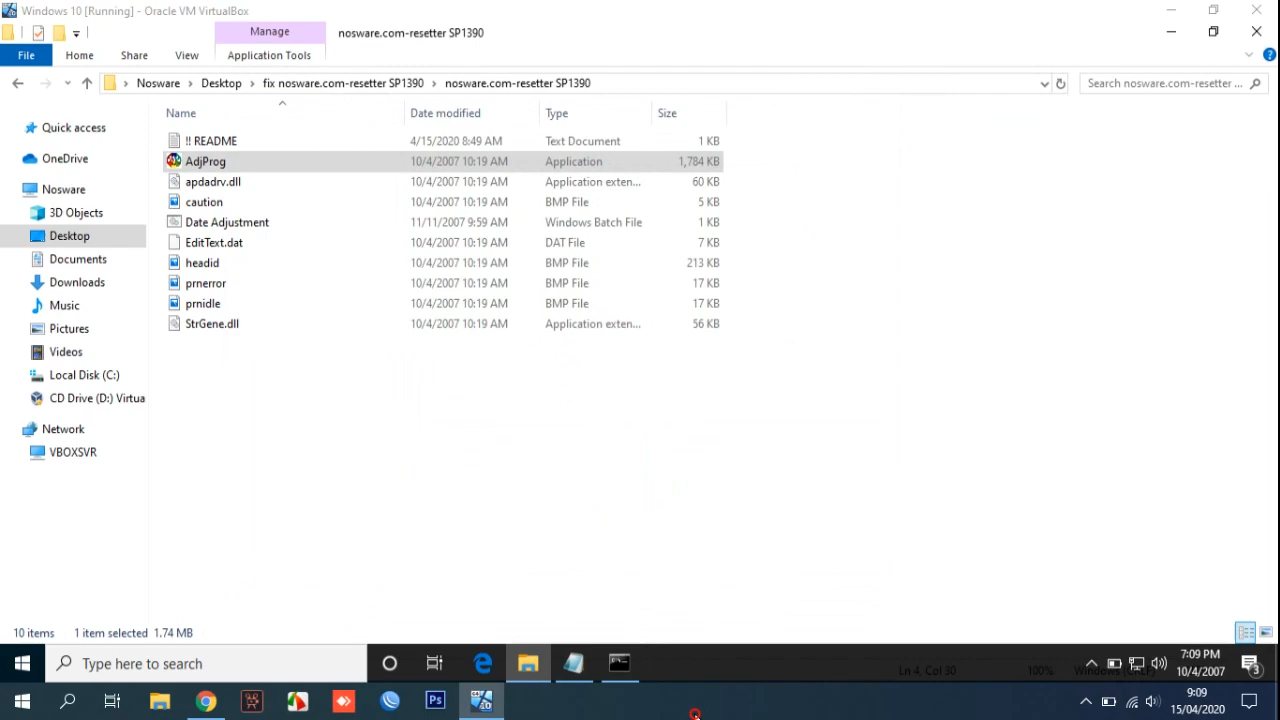 Windows 10 [Running] - Oracle VM VirtualBox
Manage
nosware.com-resetter SP1390
File
Home
Share
View
Application Tools
Nosware
Desktop
fix nosware.com-resetter SP1390
nosware.com-resetter SP1390
Search nosware.com-resetter ...
Name
Date modified
Type
Size
!! README 4/15/2020 8:49 AM Text Document 1 KB
AdjProg 10/4/2007 10:19 AM Application 1,784 KB
apdadrv.dll 10/4/2007 10:19 AM Application exten... 60 KB
caution 10/4/2007 10:19 AM BMP File 5 KB
Date Adjustment 11/11/2007 9:59 AM Windows Batch File 1 KB
EditText.dat 10/4/2007 10:19 AM DAT File 7 KB
headid 10/4/2007 10:19 AM BMP File 213 KB
prnerror 10/4/2007 10:19 AM BMP File 17 KB
prnidle 10/4/2007 10:19 AM BMP File 17 KB
StrGene.dll 10/4/2007 10:19 AM Application exten... 56 KB
Quick access
OneDrive
Nosware
3D Objects
Desktop
Documents
Downloads
Music
Pictures
Videos
Local Disk (C:)
CD Drive (D:) Virtua
Network
VBOXSVR
10 items 1 item selected 1.74 MB
Type here to search
Ln 4, Col 30
100%
7:09 PM
10/4/2007
3
Ps
10
9:09
15/04/2020